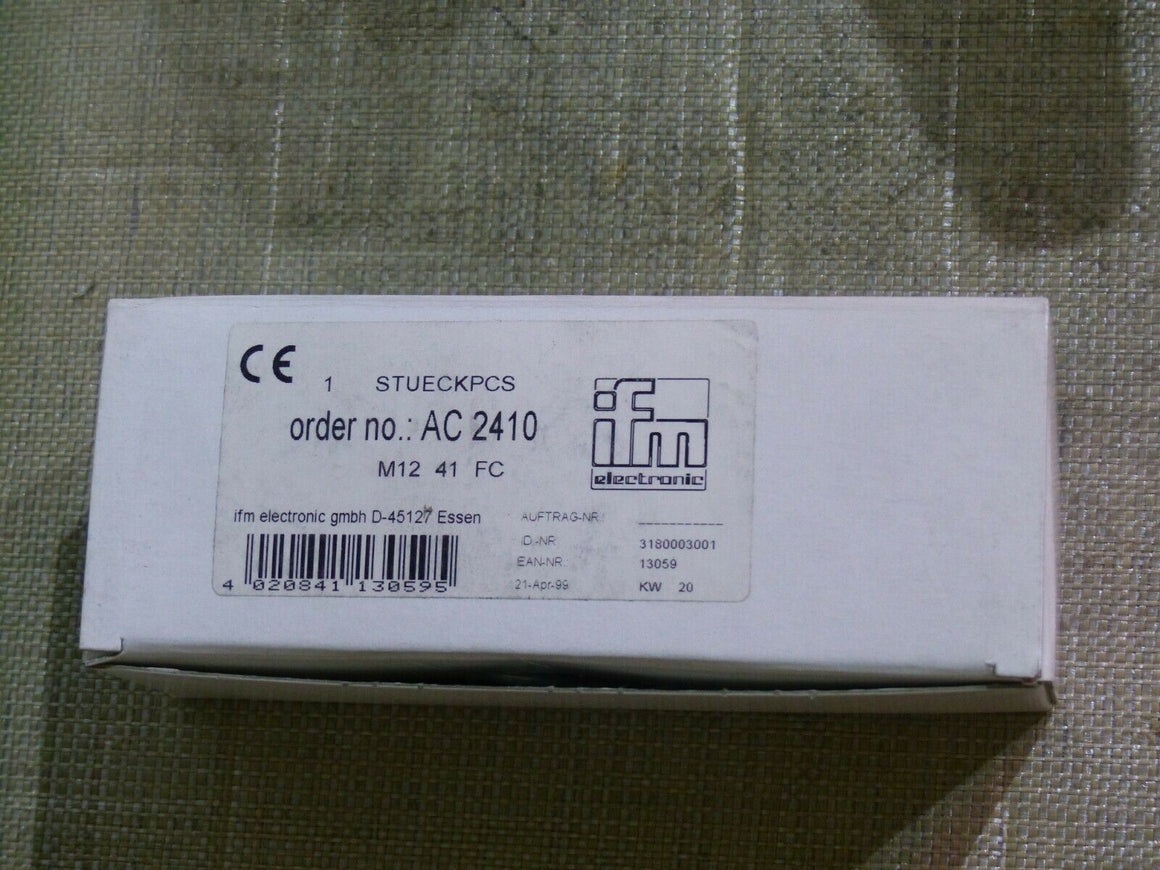 CE
1 STUECKPCS
order no.: AC 2410
M12 41 FC
ifm
electronic
ifm electronic gmbh D-45127 Essen
AUFTRAG-NR.: ____________
ID.-NR. 3180003001
EAN-NR. 13059
21-Apr-99 KW 20
4 020841 130595